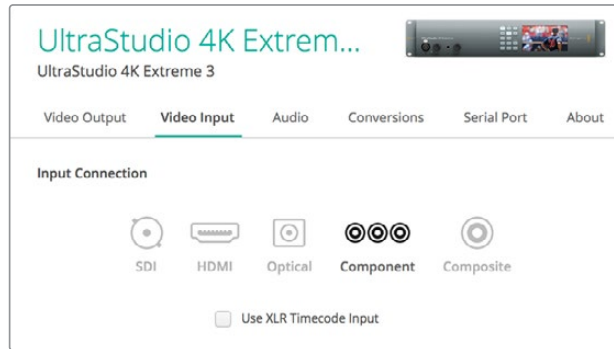 UltraStudio 4K Extrem...
UltraStudio 4K Extreme 3
Video Output Video Input Audio Conversions Serial Port About
Input Connection
SDI HDMI Optical Component Composite
Use XLR Timecode Input